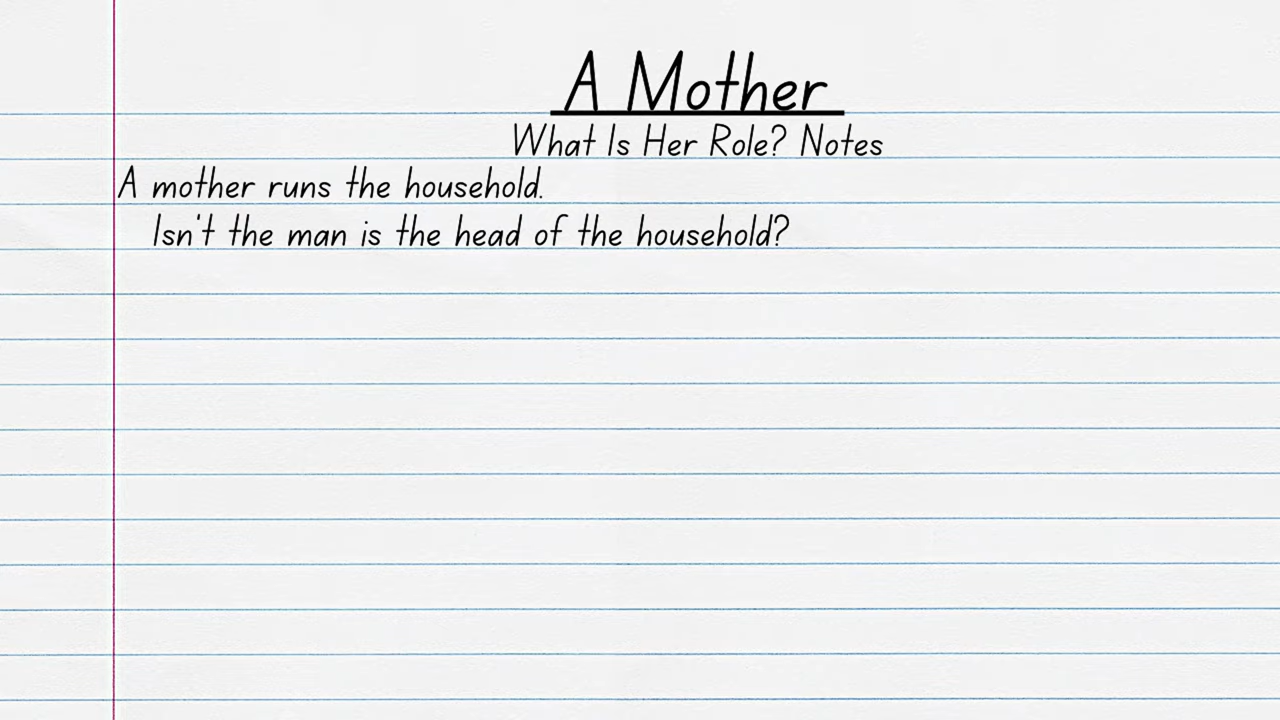 A Mother
What Is Her Role? Notes
A mother runs the household.
Isn't the man is the head of the household?